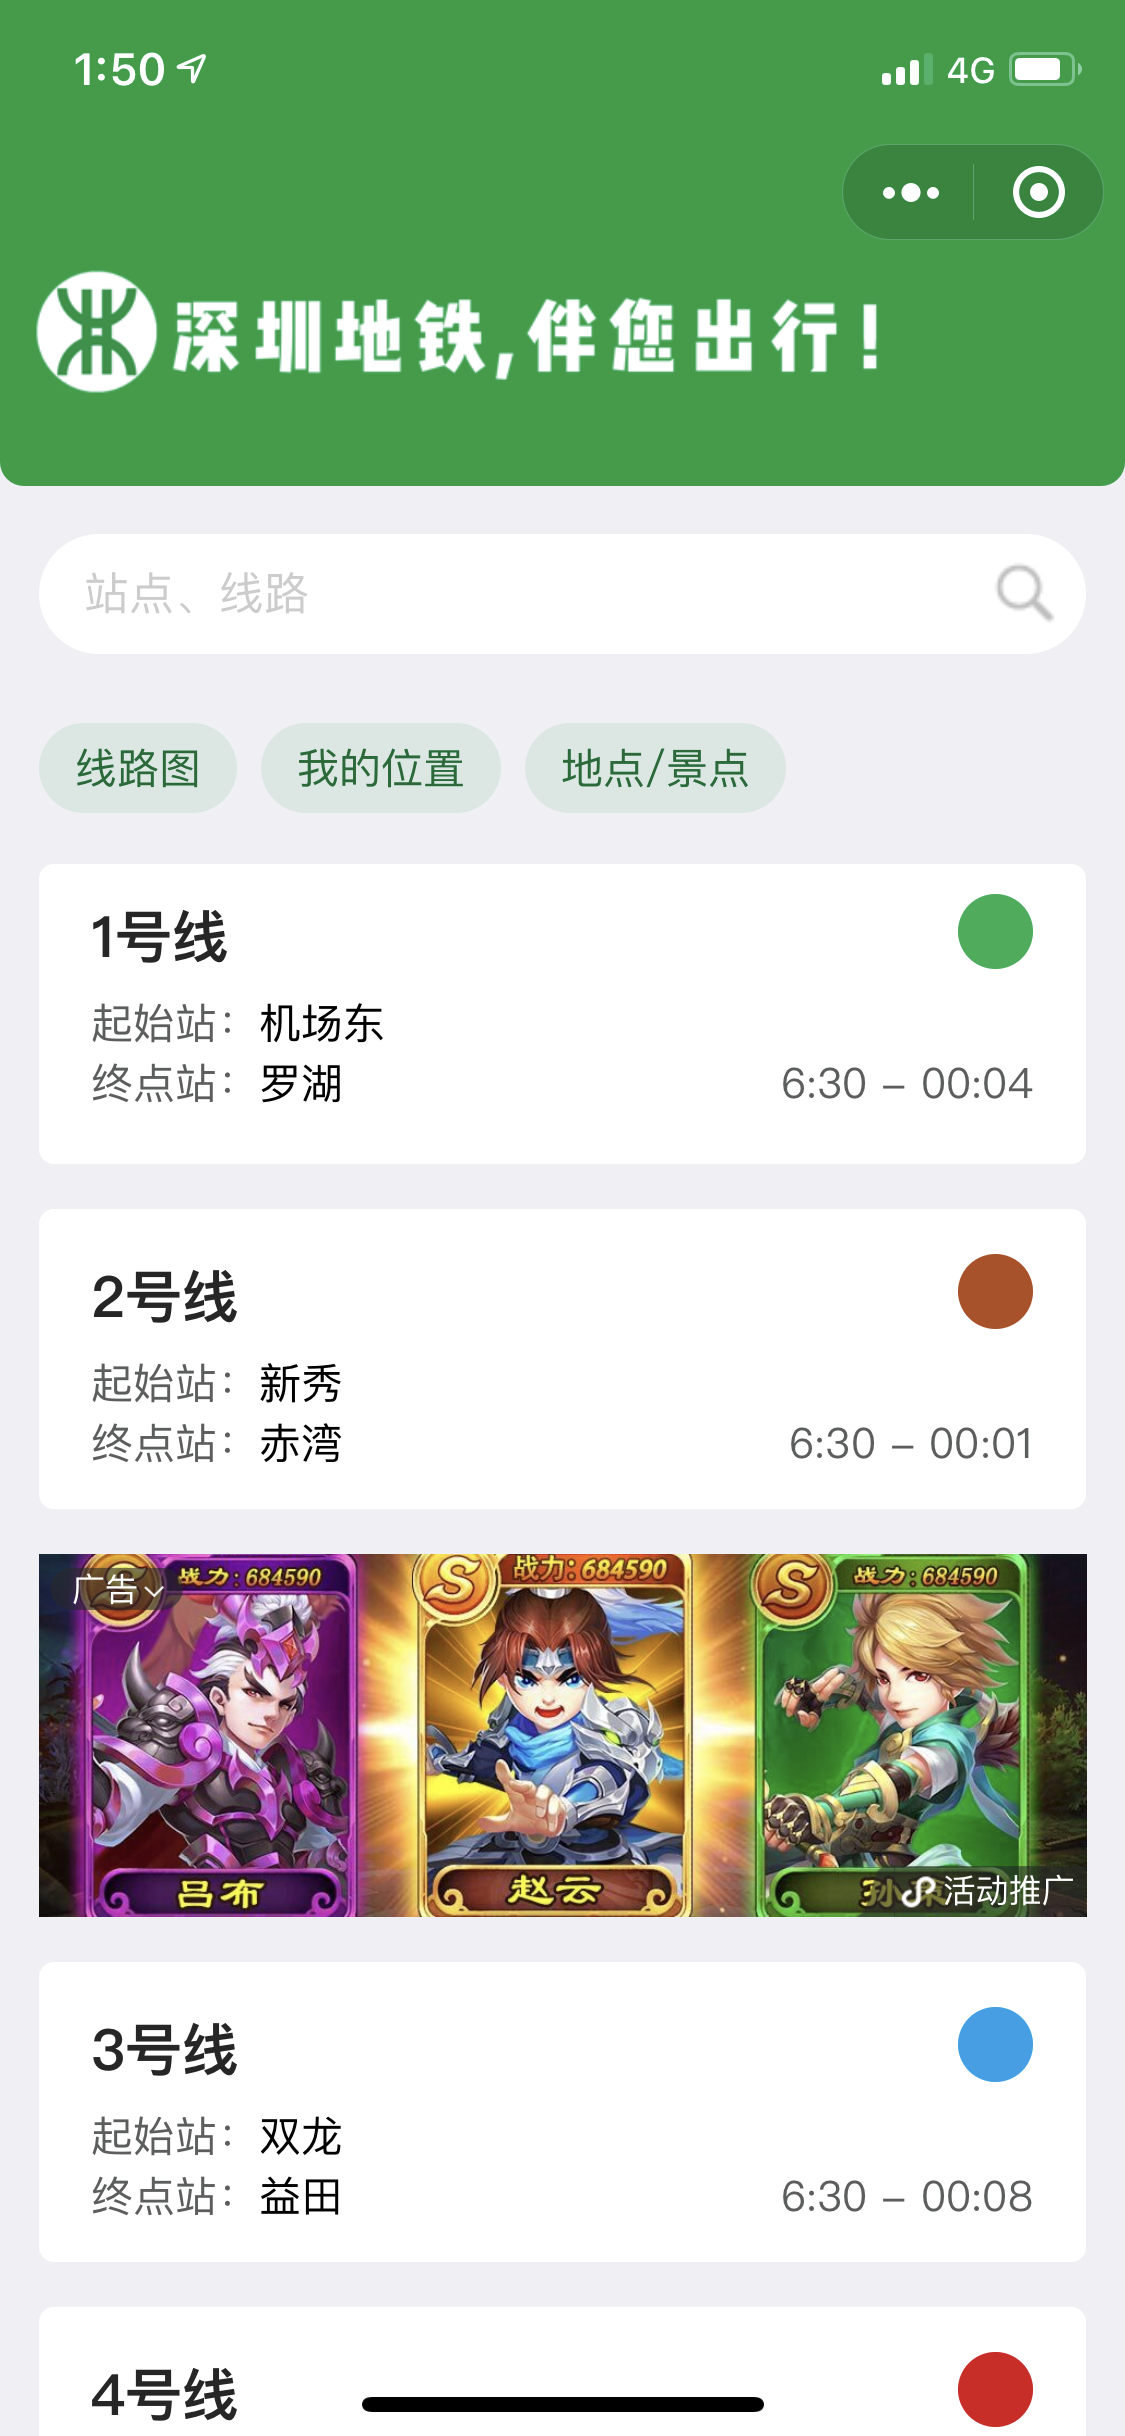 1:50
4G
深圳地铁,伴您出行!
站点、线路
线路图
我的位置
地点/景点
1号线
起始站：机场东
终点站：罗湖
6:30 – 00:04
2号线
起始站：新秀
终点站：赤湾
6:30 – 00:01
广告
战力:684590
战力:684590
战力:684590
吕布
赵云
活动推广
3号线
起始站：双龙
终点站：益田
6:30 – 00:08
4号线